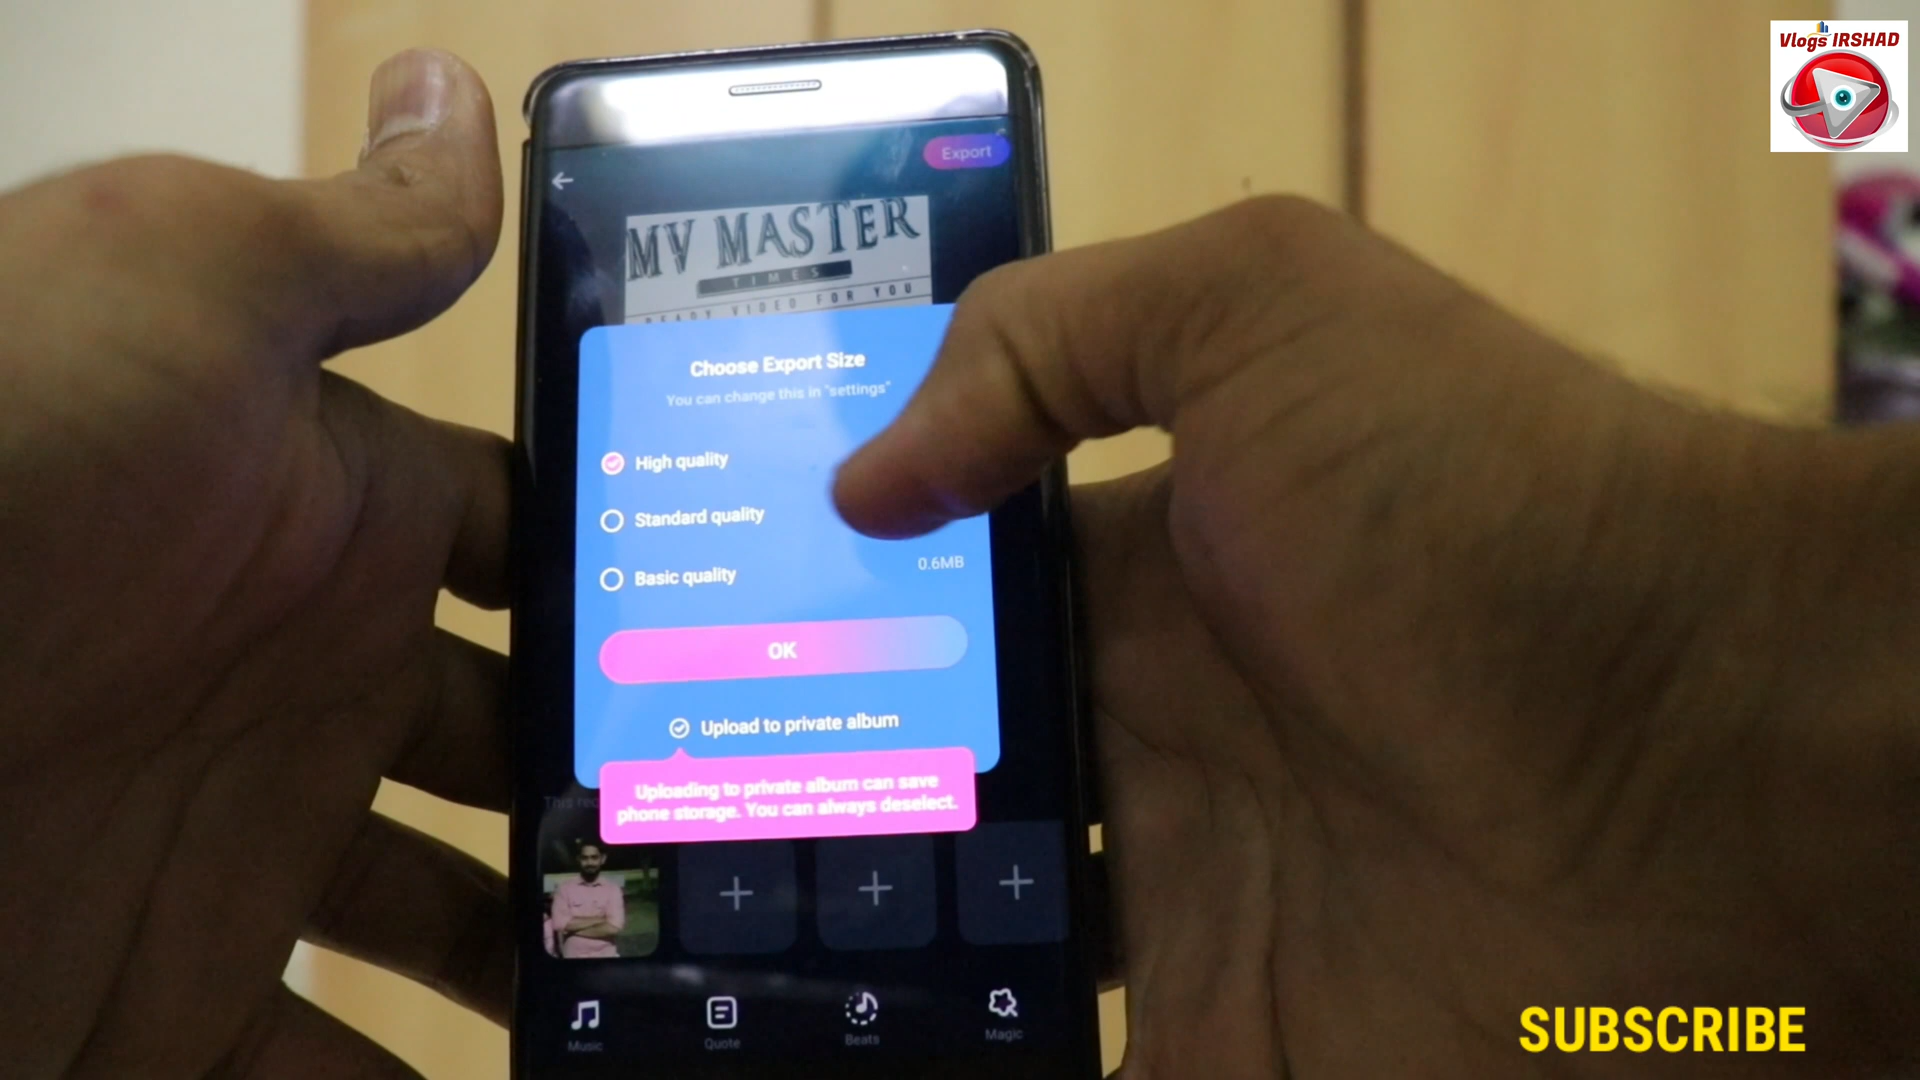 Vlogs IRSHAD
Export
MV MASTER
TIMES
READY VIDEO FOR YOU
Choose Export Size
You can change this in "settings"
High quality
Standard quality
Basic quality
0.6MB
OK
Upload to private album
Uploading to private album can save
phone storage. You can always deselect.
This
Music
Quote
Beats
Magic
SUBSCRIBE